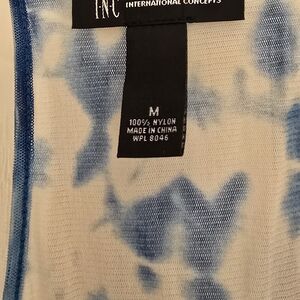 I·N·C INTERNATIONAL CONCEPTS
M
100% NYLON
MADE IN CHINA
WPL 8046